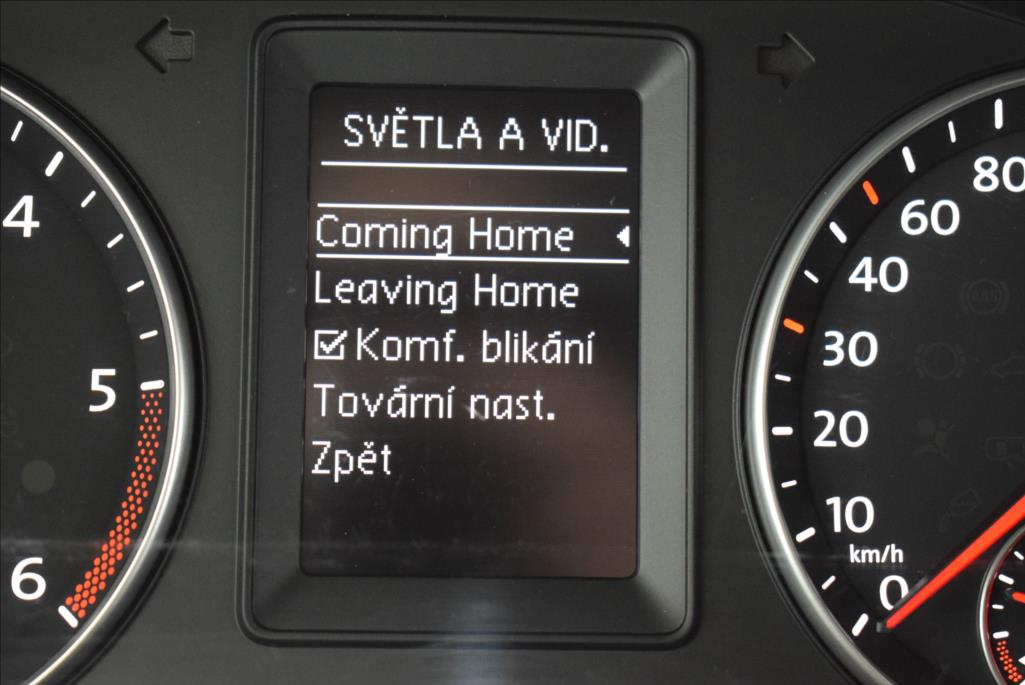 SVĚTLA A VID.
Coming Home
Leaving Home
Komf. blikání
Tovární nast.
Zpět
4
5
6
80
60
40
30
20
10
km/h
0